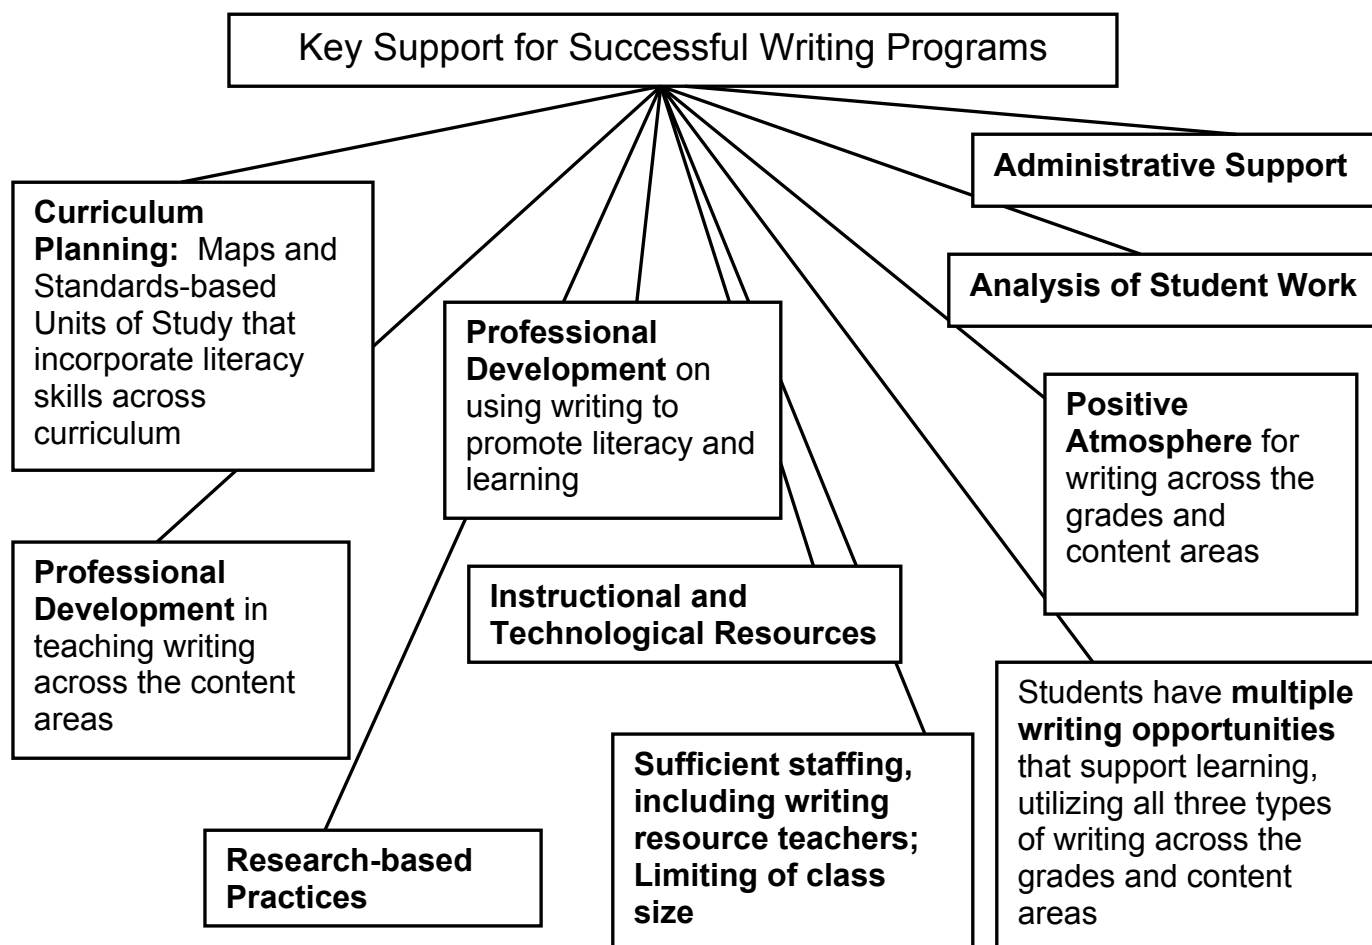 Key Support for Successful Writing Programs
Administrative Support
Curriculum
Planning:  Maps and
Standards-based
Units of Study that
incorporate literacy
skills across
curriculum
Analysis of Student Work
Professional
Development on
using writing to
promote literacy and
learning
Positive
Atmosphere for
writing across the
grades and
content areas
Professional
Development in
teaching writing
across the content
areas
Instructional and
Technological Resources
Students have multiple
writing opportunities
that support learning,
utilizing all three types
of writing across the
grades and content
areas
Sufficient staffing,
including writing
resource teachers;
Limiting of class
size
Research-based
Practices